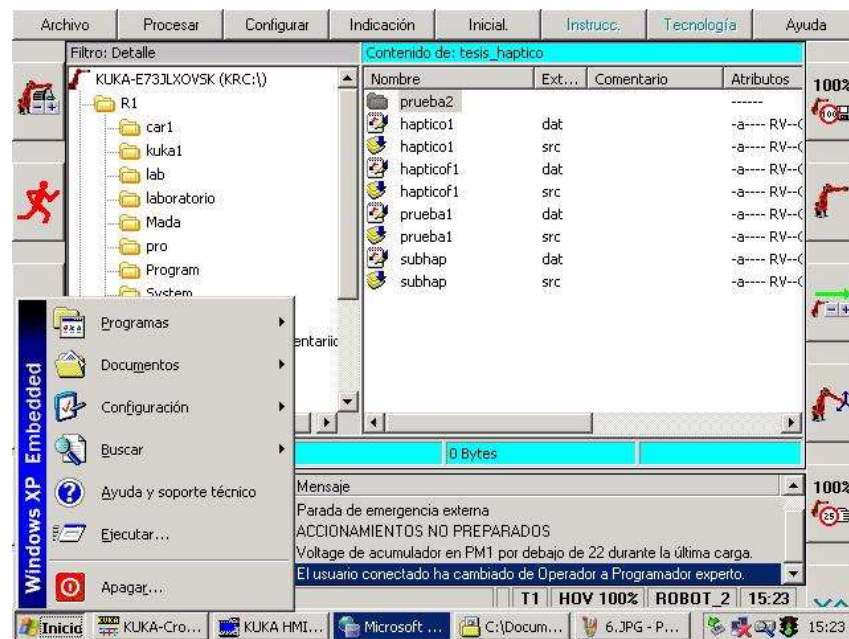 Archivo Procesar Configurar Indicación Inicial. Instrucc. Tecnología Ayuda
Filtro: Detalle Contenido de: tesis_haptico
KUKA-E73JLXOV5K (KRC:\)
R1
car1
kuka1
lab
laboratorio
Mada
pro
Program
System
Nombre Ext... Comentario Atributos
prueba2 ------
haptico1 dat -a---- RV--(
haptico1 src -a---- RV--(
hapticof1 dat -a---- RV--(
hapticof1 src -a---- RV--(
prueba1 dat -a---- RV--(
prueba1 src -a---- RV--(
subhap dat -a---- RV--(
subhap src -a---- RV--(
100%
100
Windows XP Embedded
Programas
Documentos
Configuración
Buscar
Ayuda y soporte técnico
Ejecutar...
Apagar...
0 Bytes
Mensaje
Parada de emergencia externa
ACCIONAMIENTOS NO PREPARADOS
Voltage de acumulador en PM1 por debajo de 22 durante la última carga.
El usuario conectado ha cambiado de Operador a Programador experto.
100%
25
T1 HOV 100% ROBOT_2 15:23
Inicio KUKA-Cro... KUKA HMI... Microsoft ... C:\Docum... 6.JPG - P... 15:23